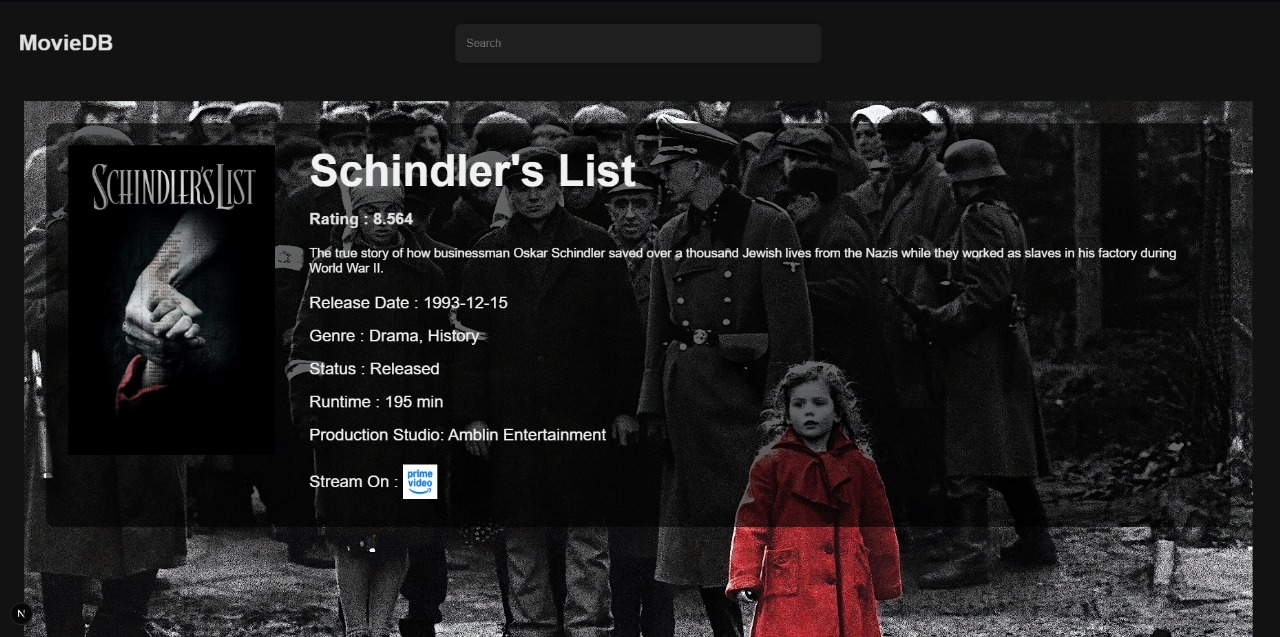 MovieDB
Search
SCHINDLER'S LIST
Schindler's List
Rating : 8.564
The true story of how businessman Oskar Schindler saved over a thousand Jewish lives from the Nazis while they worked as slaves in his factory during
World War II.
Release Date : 1993-12-15
Genre : Drama, History
Status : Released
Runtime : 195 min
Production Studio: Amblin Entertainment
Stream On :
prime
video
N